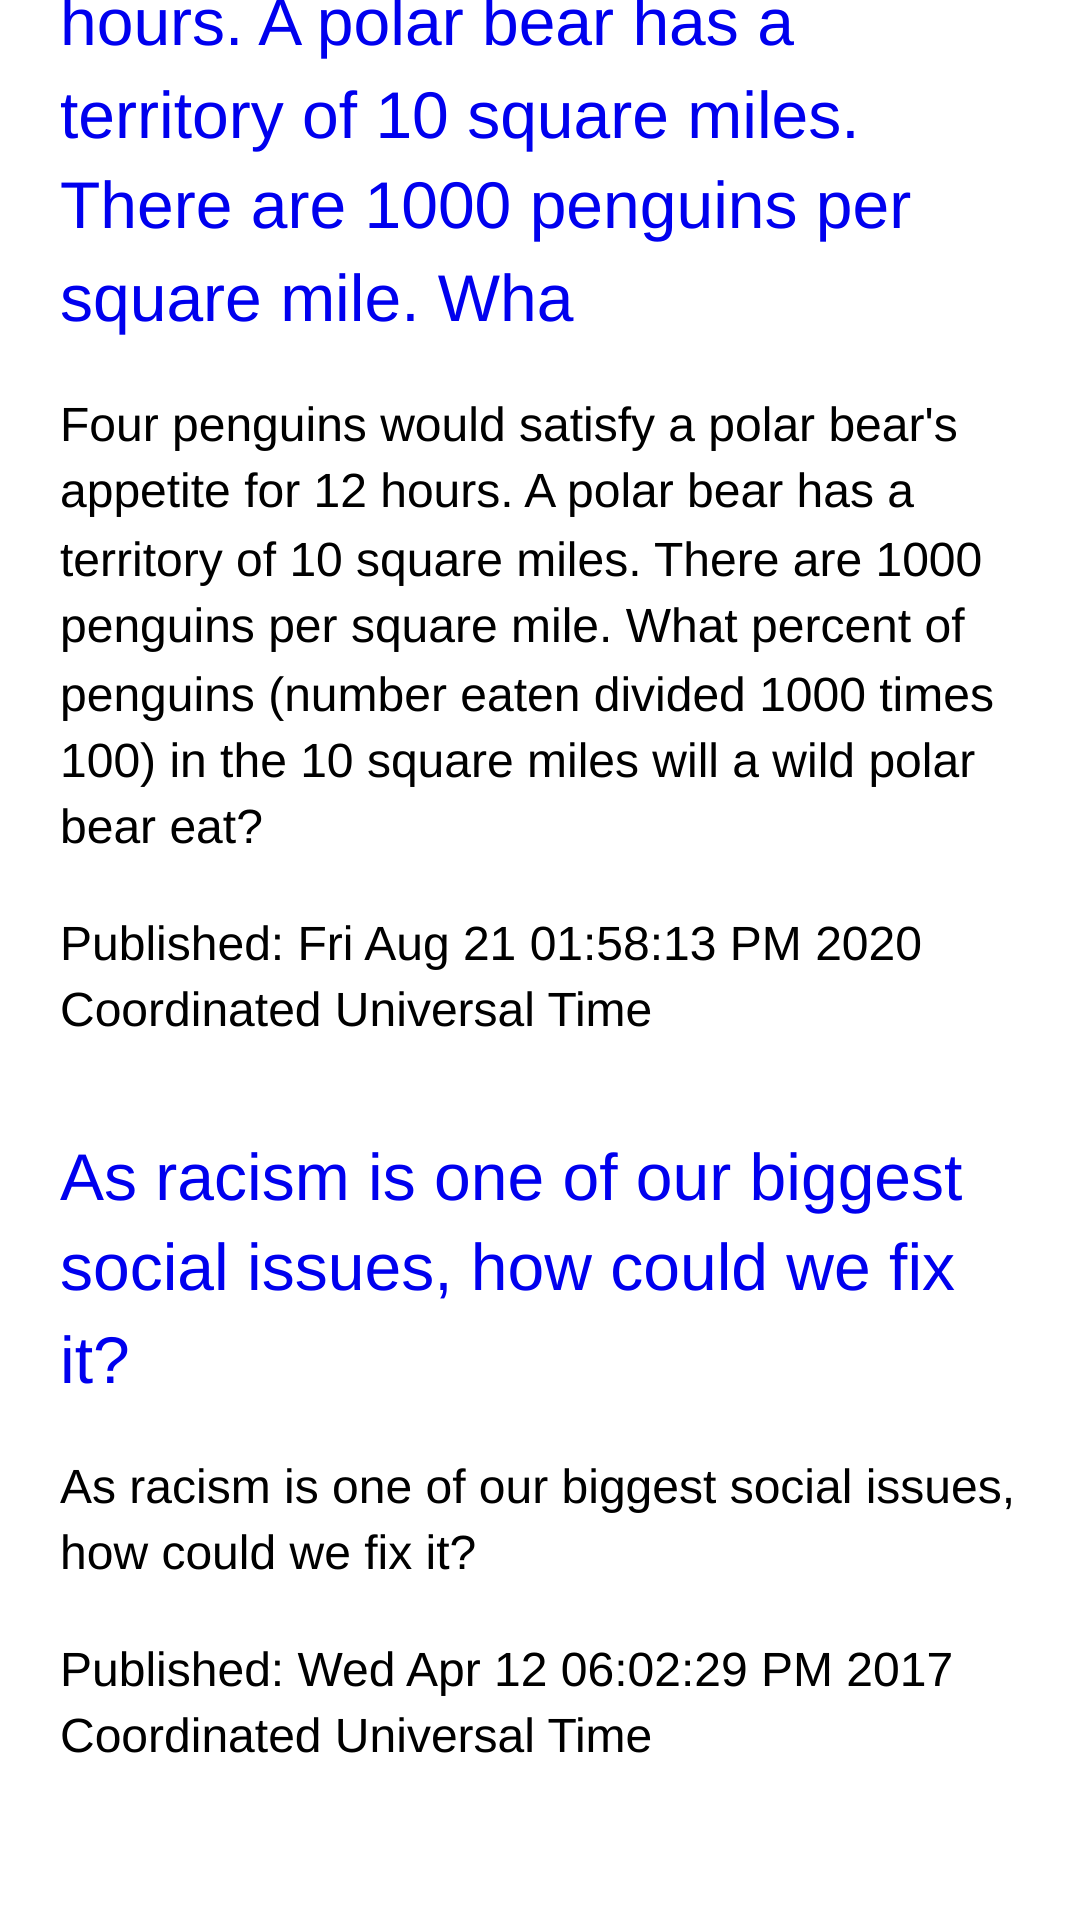 hours. A polar bear has a
territory of 10 square miles.
There are 1000 penguins per
square mile. Wha
Four penguins would satisfy a polar bear's
appetite for 12 hours. A polar bear has a
territory of 10 square miles. There are 1000
penguins per square mile. What percent of
penguins (number eaten divided 1000 times
100) in the 10 square miles will a wild polar
bear eat?
Published: Fri Aug 21 01:58:13 PM 2020
Coordinated Universal Time
As racism is one of our biggest
social issues, how could we fix
it?
As racism is one of our biggest social issues,
how could we fix it?
Published: Wed Apr 12 06:02:29 PM 2017
Coordinated Universal Time